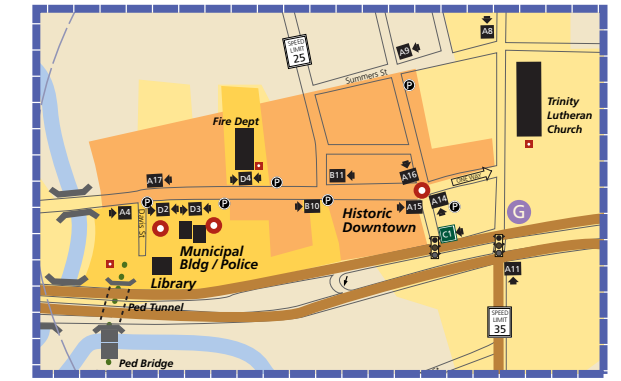 A8
SPEED
LIMIT
25
A9
Summers St
P
Trinity
Lutheran
Church
Fire Dept
A17
D4
P
B11
A16
ONE WAY
A4
P
D2
D3
P
B10
P
A15
A14
P
G
Davis St
Historic
Downtown
C1
Municipal
Bldg / Police
A11
Library
Ped Tunnel
SPEED
LIMIT
35
Ped Bridge